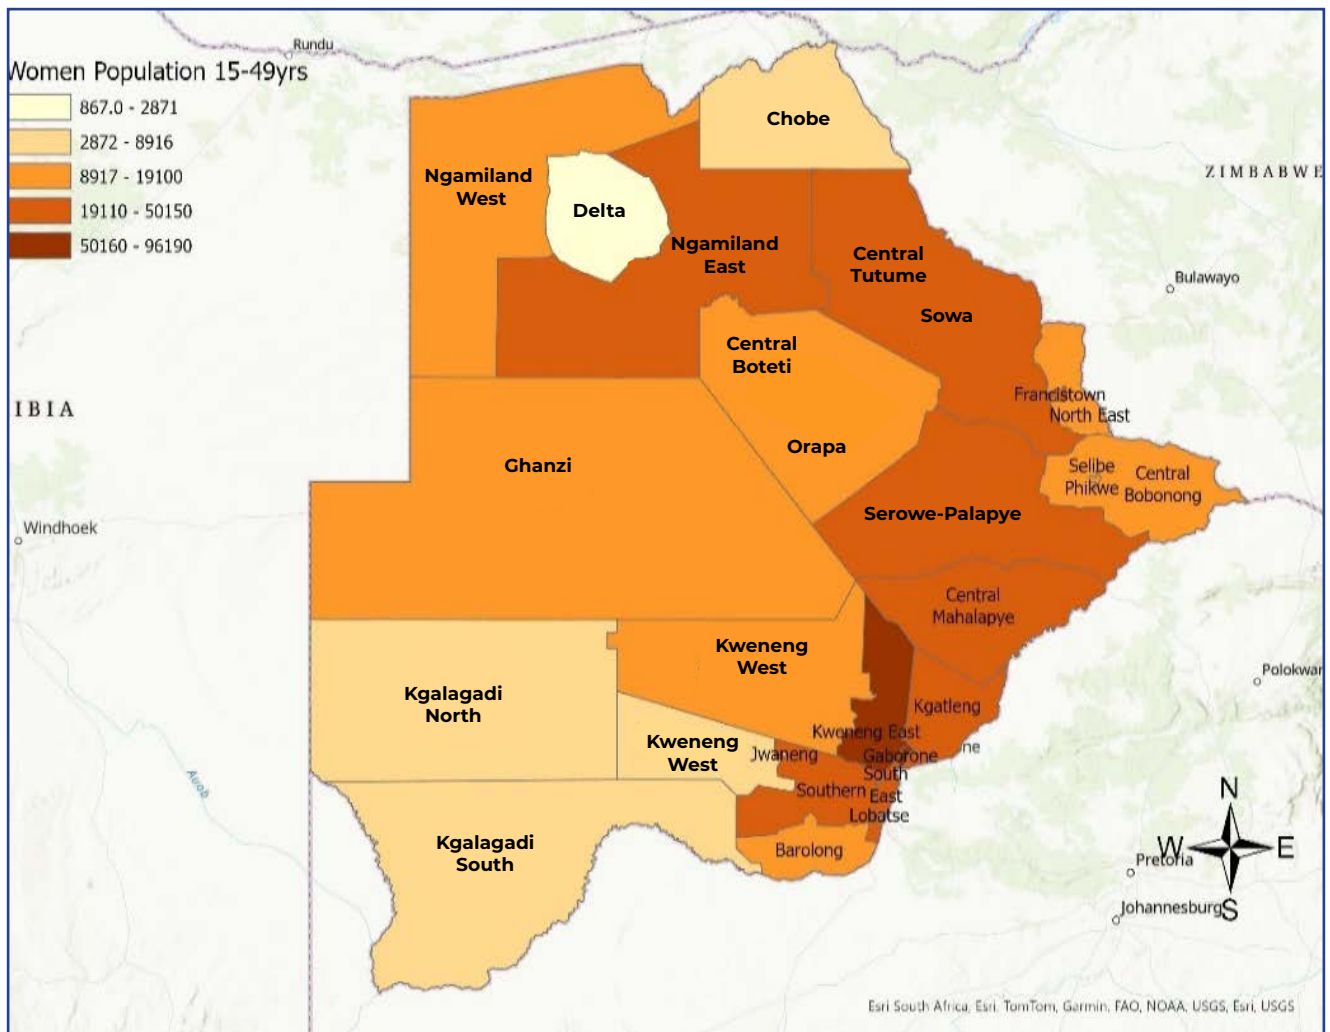 Rundu
Women Population 15-49yrs
867.0 - 2871
2872 - 8916
8917 - 19100
19110 - 50150
50160 - 96190
Chobe
ZIMBABWE
Ngamiland
West
Delta
Ngamiland
East
Central
Tutume
Bulawayo
Sowa
Central
Boteti
IBIA
Francistown
North East
Orapa
Ghanzi
Selibe
Phikwe
Central
Bobonong
Serowe-Palapye
Windhoek
Central
Mahalapye
Kweneng
West
Polokwan
Kgalagadi
North
Kgatleng
Kweneng East
Kweneng
West
Jwaneng
Gaborone
ne
South
East
Southern
Lobatse
Auob
Kgalagadi
South
Barolong
N
W
E
S
Pretoria
Johannesburg
Esri South Africa, Esri, TomTom, Garmin, FAO, NOAA, USGS, Esri, USGS